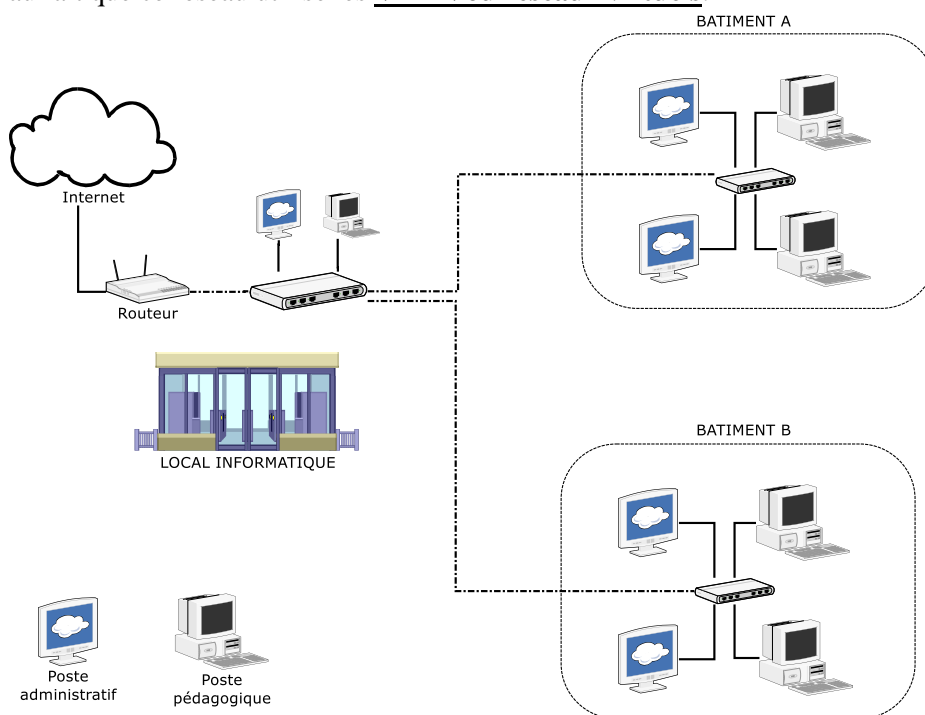 BATIMENT A
Internet
Routeur
LOCAL INFORMATIQUE
BATIMENT B
Poste
administratif
Poste
pédagogique